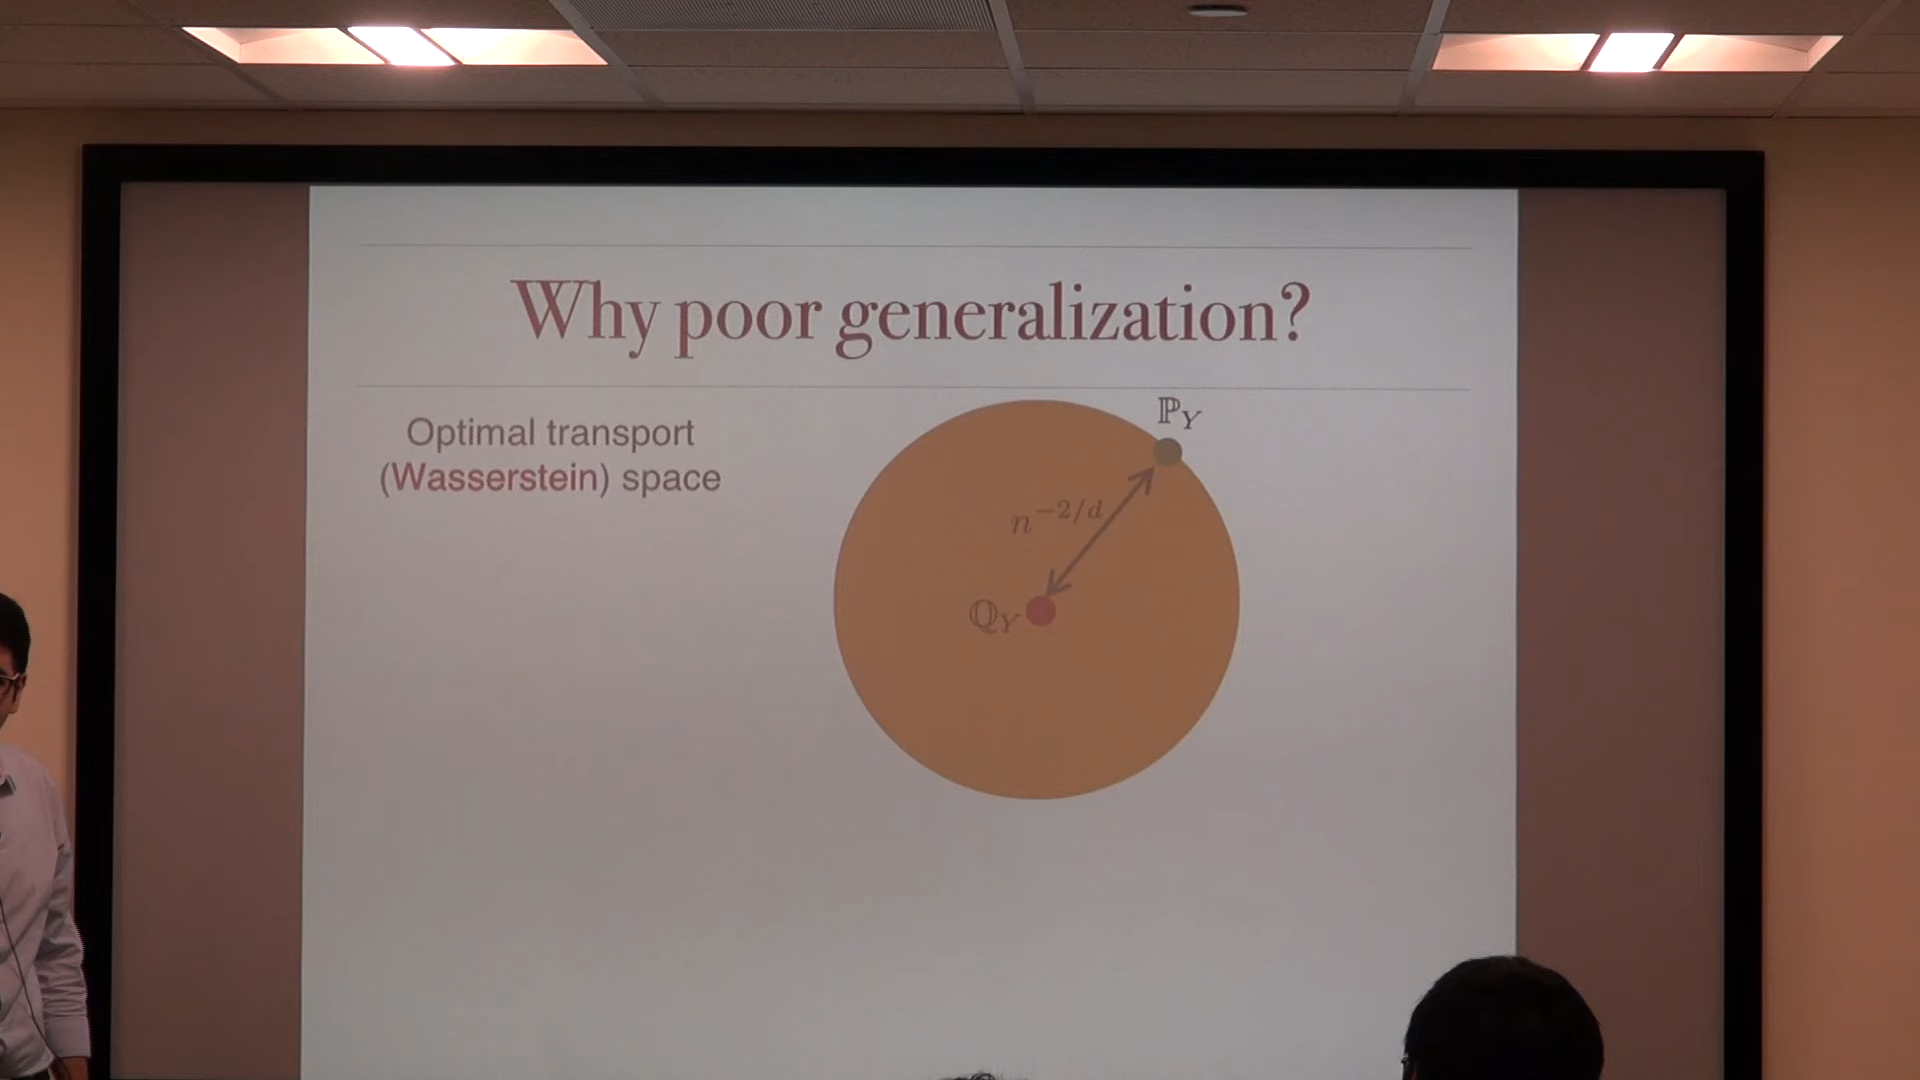 Why poor generalization?
Optimal transport
(Wasserstein) space
ℙ_Y
n^{-2/d}
ℚ_Y